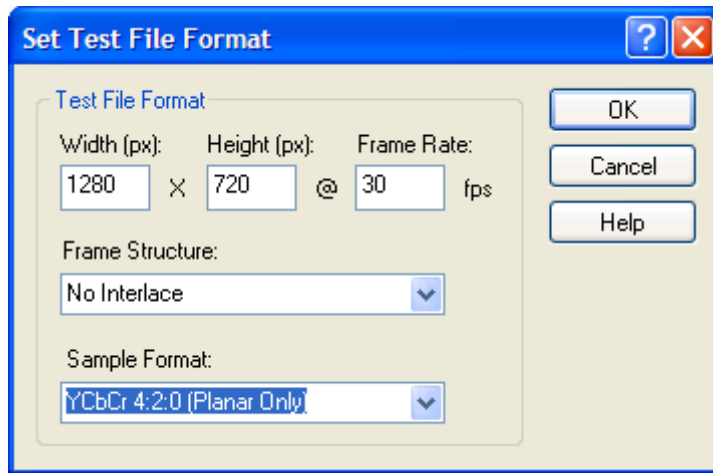 Set Test File Format
?
Test File Format
Width (px): Height (px): Frame Rate:
1280 X 720 @ 30 fps
Frame Structure:
No Interlace
Sample Format:
YCbCr 4:2:0 (Planar Only)
OK
Cancel
Help